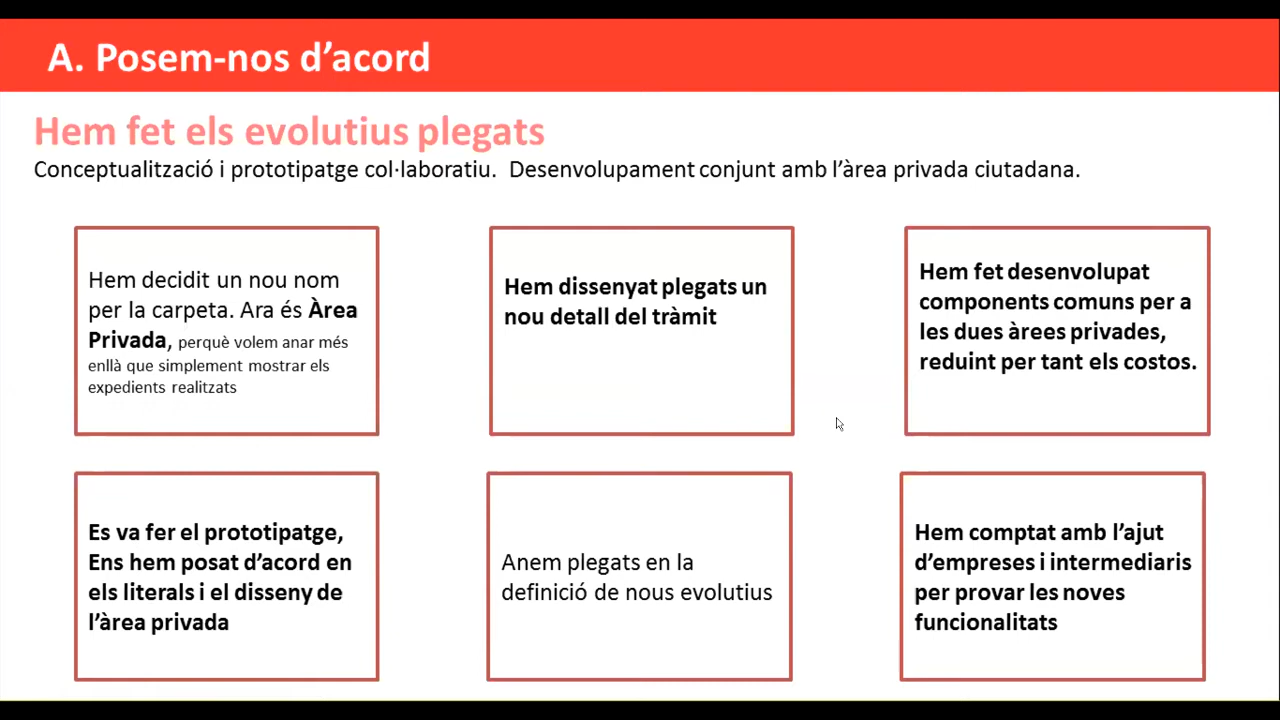 A. Posem-nos d’acord
Hem fet els evolutius plegats
Conceptualització i prototipatge col·laboratiu.  Desenvolupament conjunt amb l’àrea privada ciutadana.
Hem decidit un nou nom
per la carpeta. Ara és Àrea
Privada, perquè volem anar més
enllà que simplement mostrar els
expedients realitzats
Hem dissenyat plegats un
nou detall del tràmit
Hem fet desenvolupat
components comuns per a
les dues àrees privades,
reduint per tant els costos.
Es va fer el prototipatge,
Ens hem posat d’acord en
els literals i el disseny de
l’àrea privada
Anem plegats en la
definició de nous evolutius
Hem comptat amb l’ajut
d’empreses i intermediaris
per provar les noves
funcionalitats